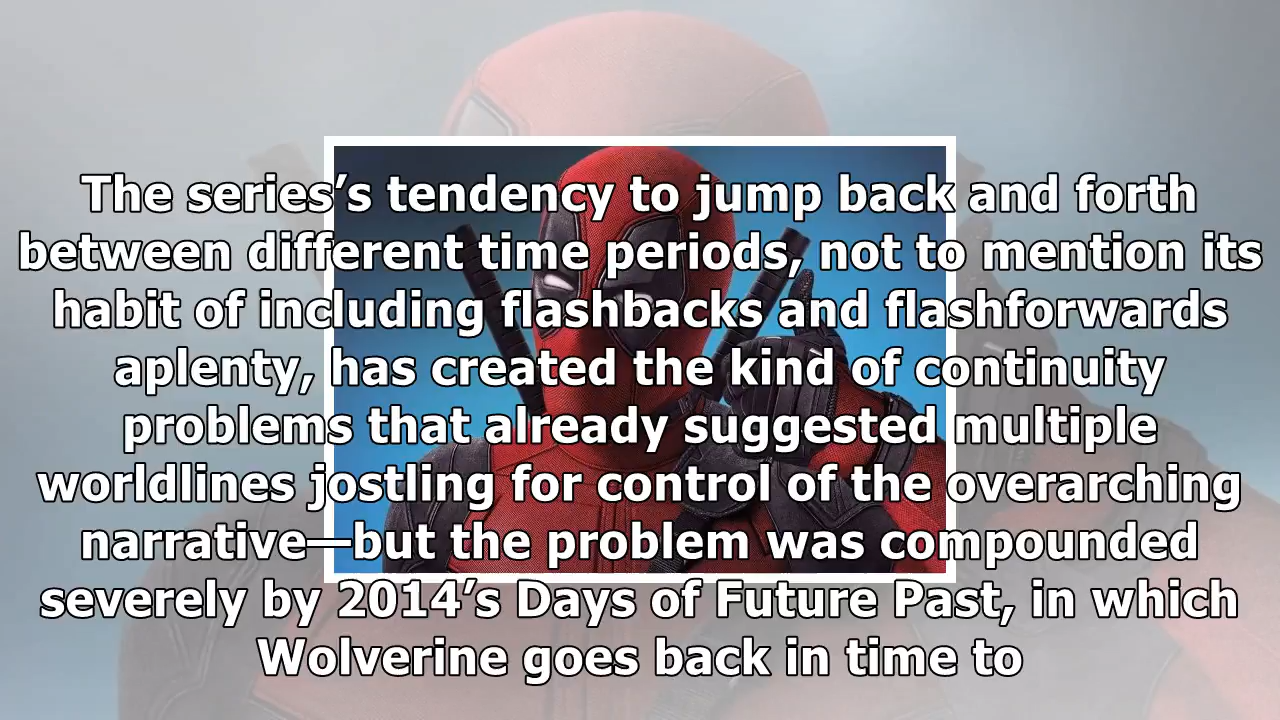 The series’s tendency to jump back and forth
between different time periods, not to mention its
habit of including flashbacks and flashforwards
aplenty, has created the kind of continuity
problems that already suggested multiple
worldlines jostling for control of the overarching
narrative—but the problem was compounded
severely by 2014’s Days of Future Past, in which
Wolverine goes back in time to